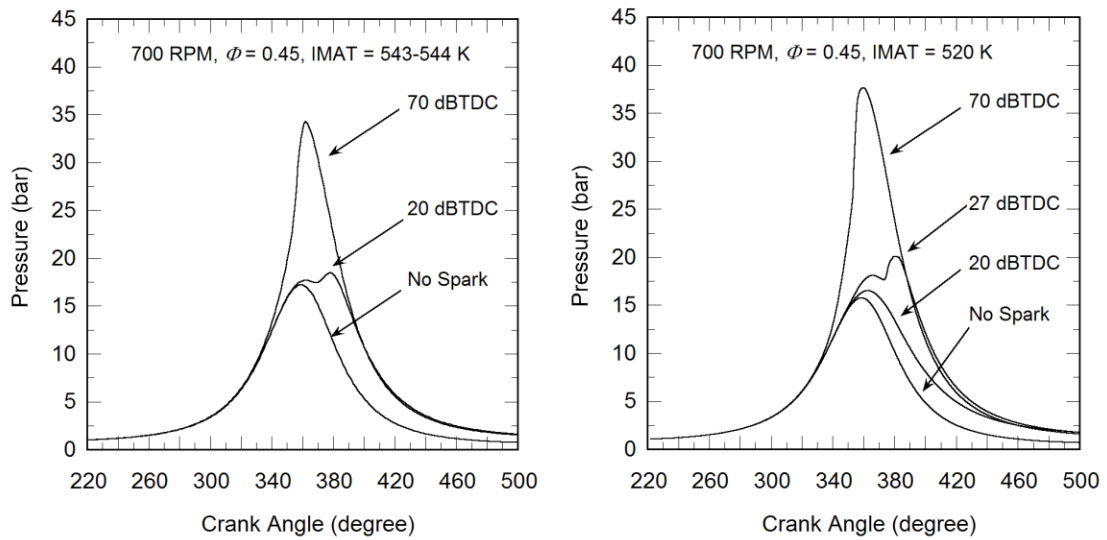 45
40
35
30
25
20
15
10
5
0
Pressure (bar)
700 RPM, Φ = 0.45, IMAT = 543-544 K
70 dBTDC
20 dBTDC
No Spark
220 260 300 340 380 420 460 500
Crank Angle (degree)
45
40
35
30
25
20
15
10
5
0
Pressure (bar)
700 RPM, Φ = 0.45, IMAT = 520 K
70 dBTDC
27 dBTDC
20 dBTDC
No Spark
220 260 300 340 380 420 460 500
Crank Angle (degree)